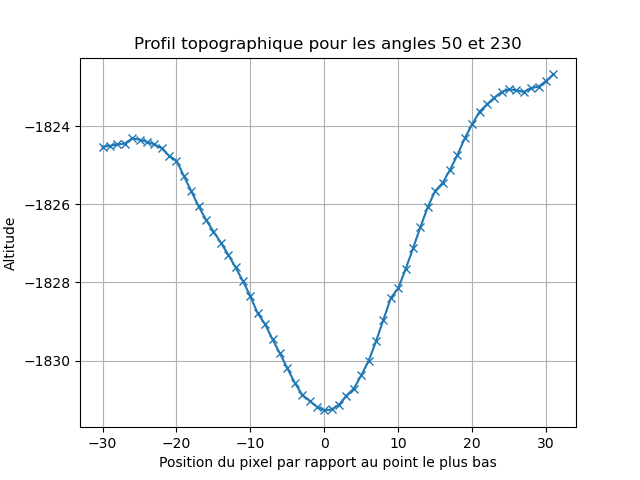 Profil topographique pour les angles 50 et 230
Altitude
−1824
−1826
−1828
−1830
−30 −20 −10 0 10 20 30
Position du pixel par rapport au point le plus bas